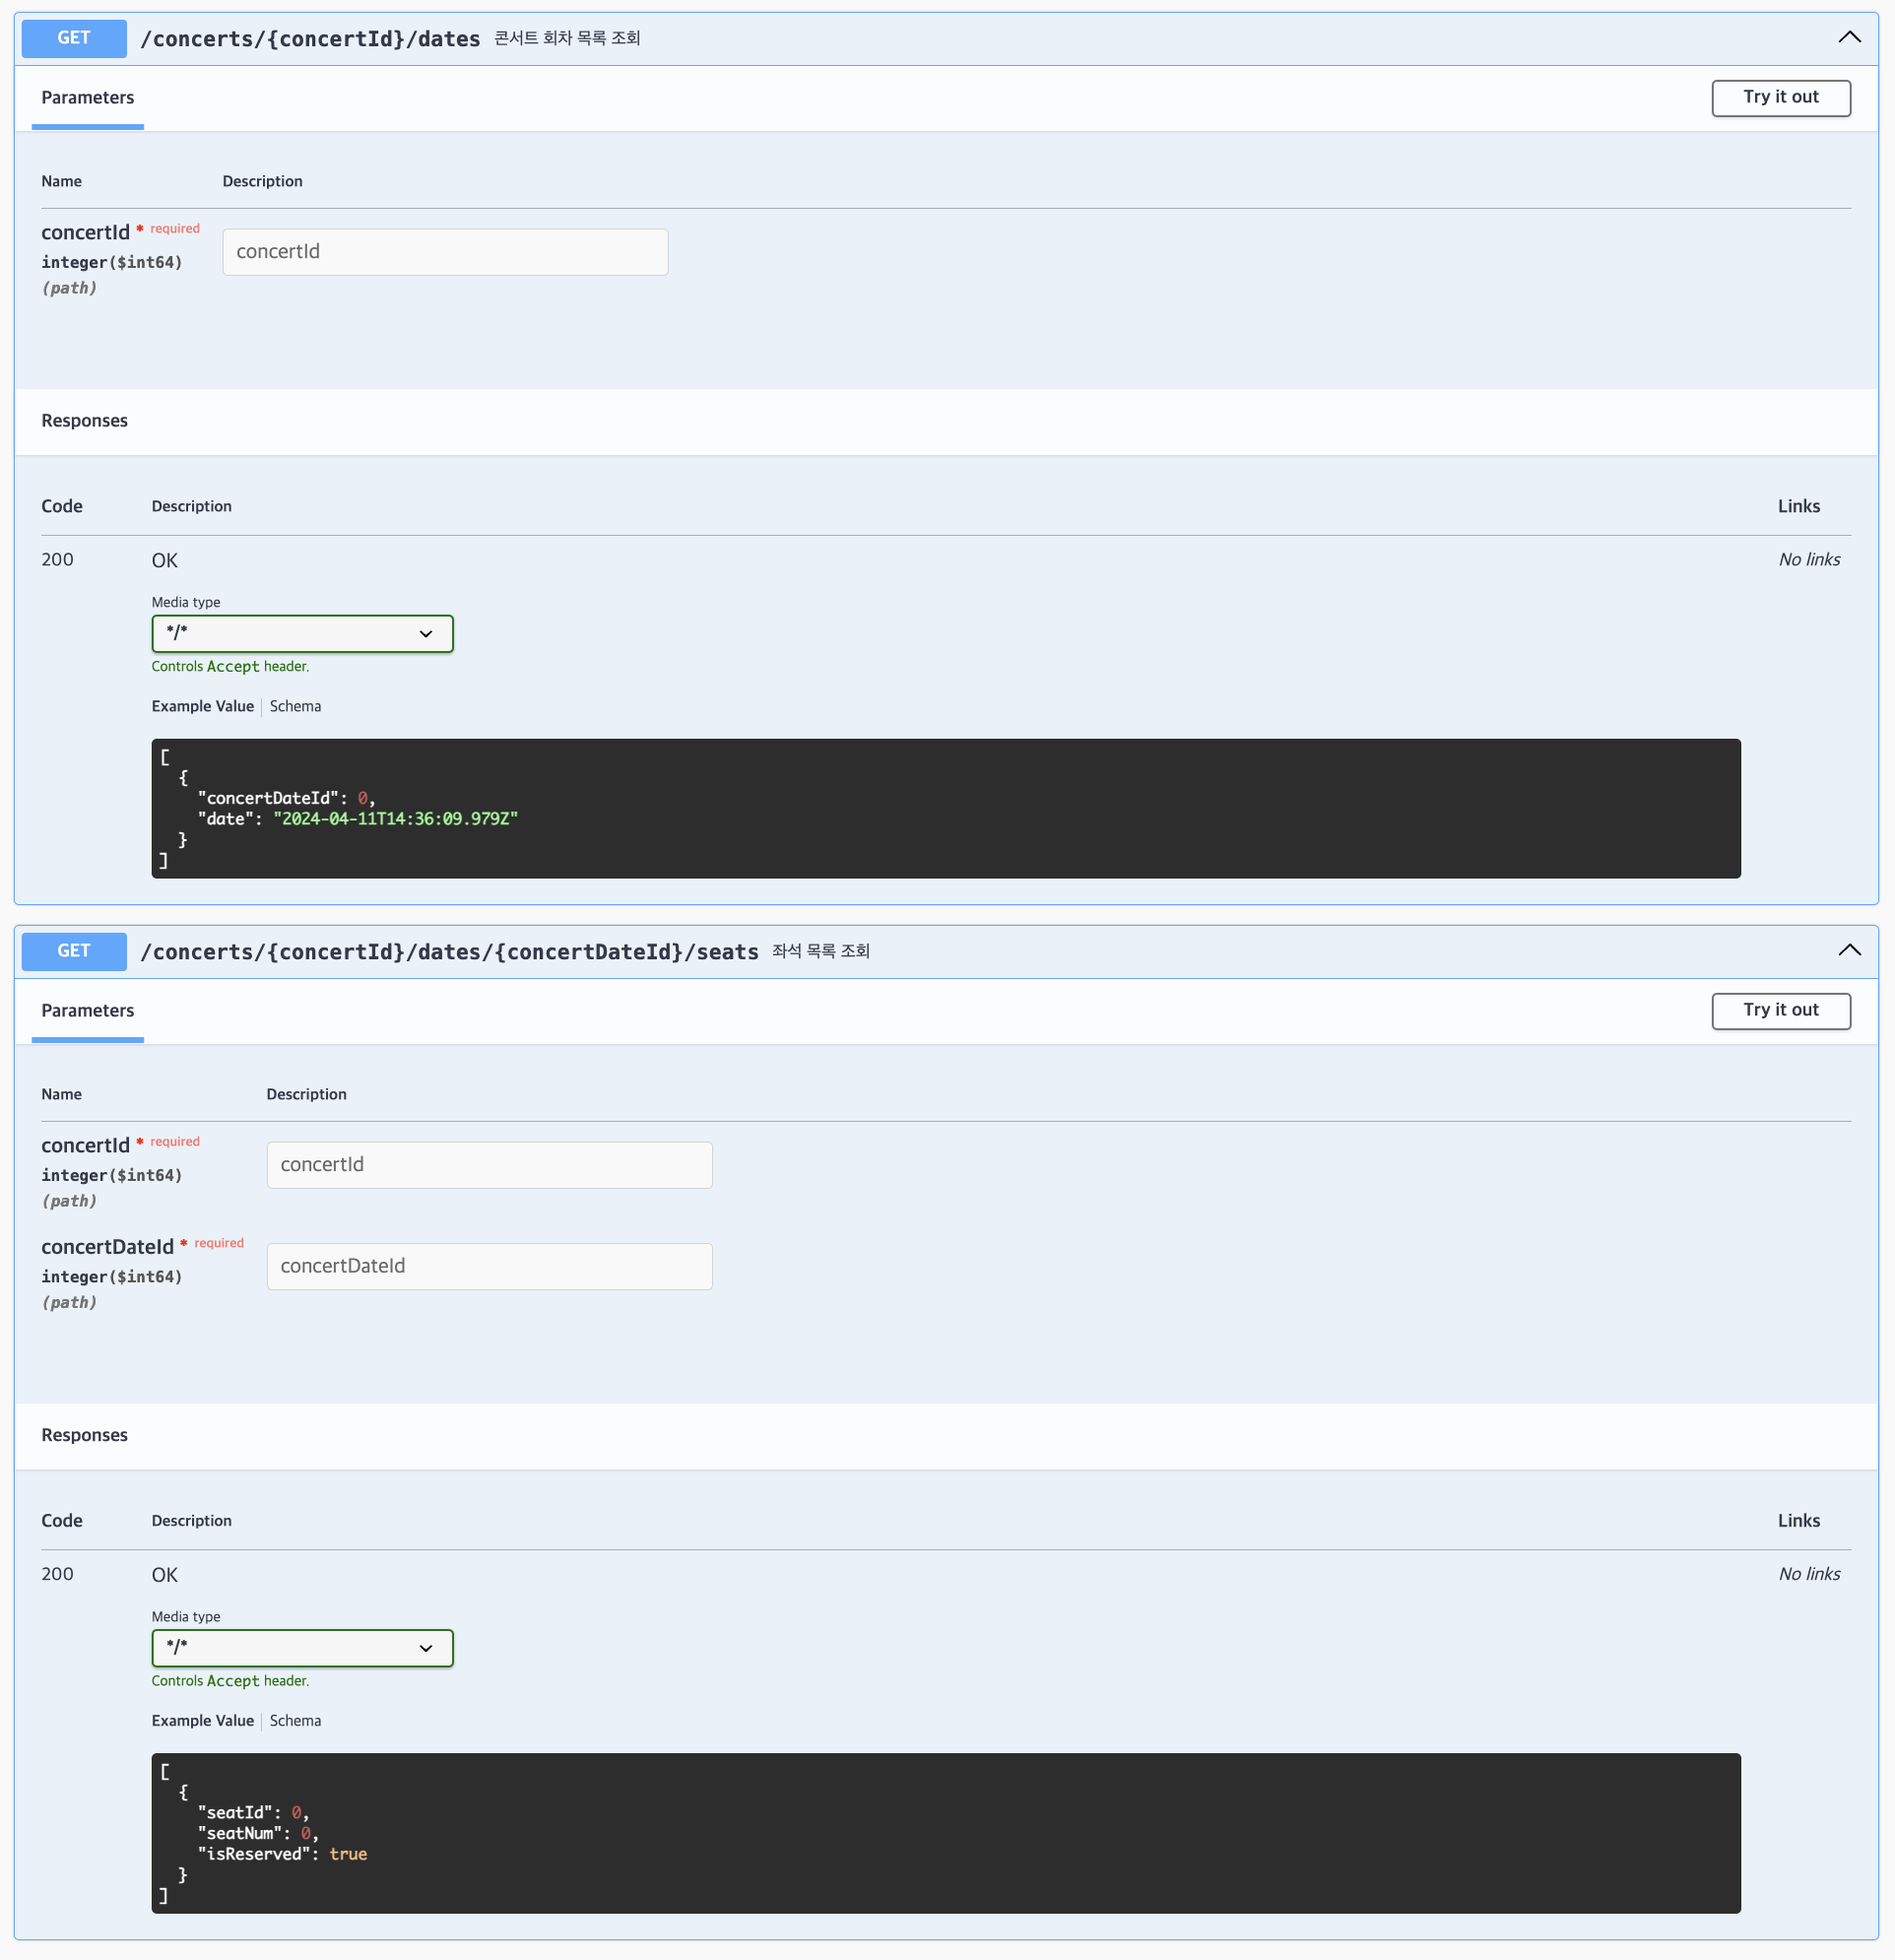 GET /concerts/{concertId}/dates 콘서트 회차 목록 조회
Parameters
Try it out
Name Description
concertId * required
integer($int64)
(path)
concertId
Responses
Code Description Links
200 OK No links
Media type
*/*
Controls Accept header.
Example Value Schema
[
  {
    "concertDateId": 0,
    "date": "2024-04-11T14:36:09.979Z"
  }
]
GET /concerts/{concertId}/dates/{concertDateId}/seats 좌석 목록 조회
Parameters
Try it out
Name Description
concertId * required
integer($int64)
(path)
concertId
concertDateId * required
integer($int64)
(path)
concertDateId
Responses
Code Description Links
200 OK No links
Media type
*/*
Controls Accept header.
Example Value Schema
[
  {
    "seatId": 0,
    "seatNum": 0,
    "isReserved": true
  }
]